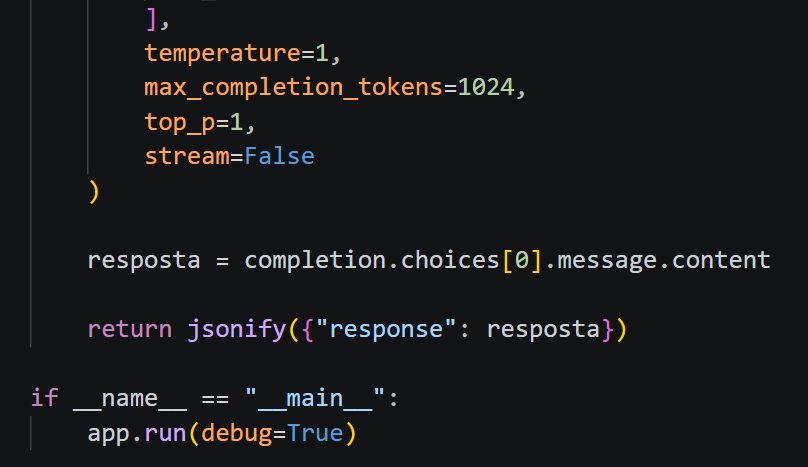 ],
temperature=1,
max_completion_tokens=1024,
top_p=1,
stream=False
)
resposta = completion.choices[0].message.content
return jsonify({"response": resposta})
if __name__ == "__main__":
app.run(debug=True)